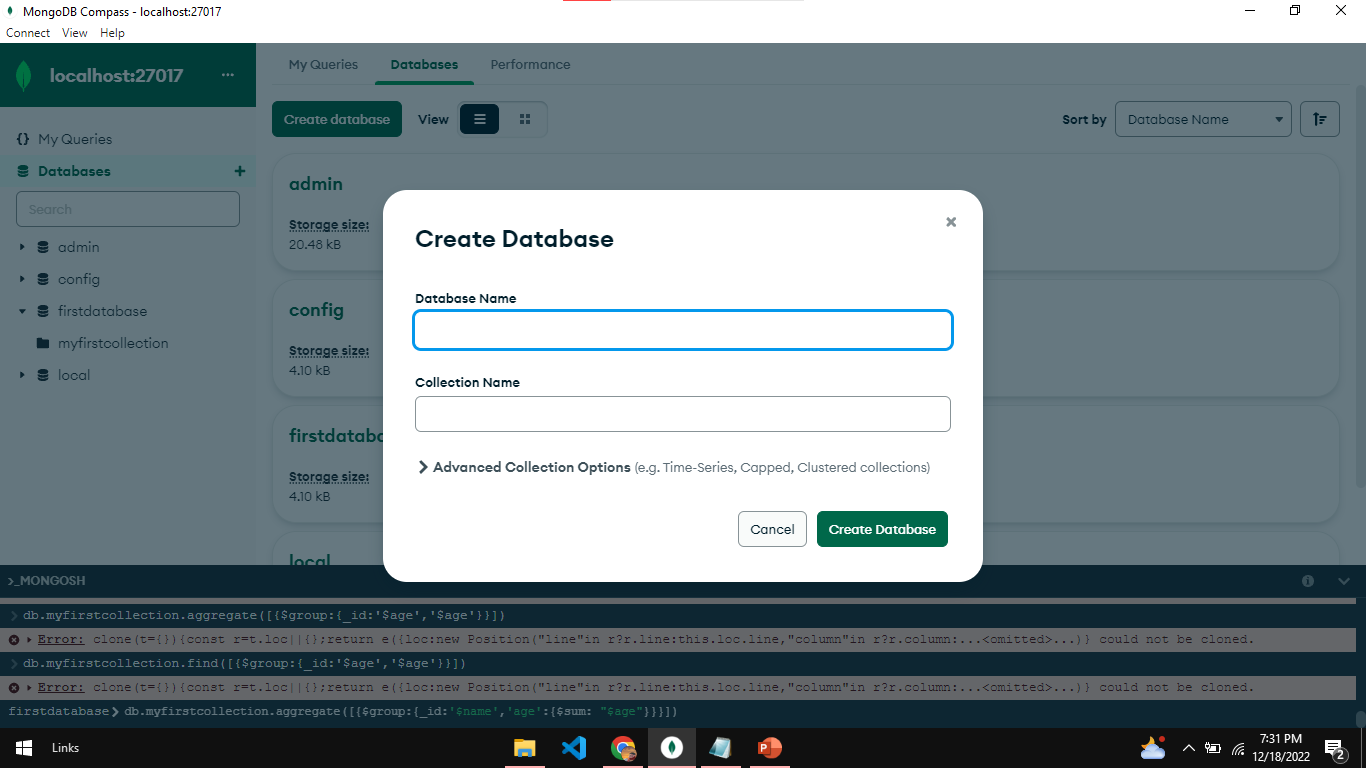 MongoDB Compass - localhost:27017
Connect View Help
localhost:27017 ...
My Queries Databases Performance
Create database View Sort by Database Name
{} My Queries
Databases +
Search
admin
config
firstdatabase
myfirstcollection
local
admin
Storage size:
20.48 kB
config
Storage size:
4.10 kB
firstdataba
Storage size:
4.10 kB
local
Create Database
Database Name
Collection Name
Advanced Collection Options (e.g. Time-Series, Capped, Clustered collections)
Cancel Create Database
>_MONGOSH
> db.myfirstcollection.aggregate([{$group:{_id:'$age','$age'}}])
Error: clone(t={}){const r=t.loc||{};return e({loc:new Position("line"in r?r.line:this.loc.line,"column"in r?r.column:...<omitted>...)} could not be cloned.
> db.myfirstcollection.find([{$group:{_id:'$age','$age'}}])
Error: clone(t={}){const r=t.loc||{};return e({loc:new Position("line"in r?r.line:this.loc.line,"column"in r?r.column:...<omitted>...)} could not be cloned.
firstdatabase> db.myfirstcollection.aggregate([{$group:{_id:'$name','age':{$sum: "$age"}}}])
Links
7:31 PM
12/18/2022
2